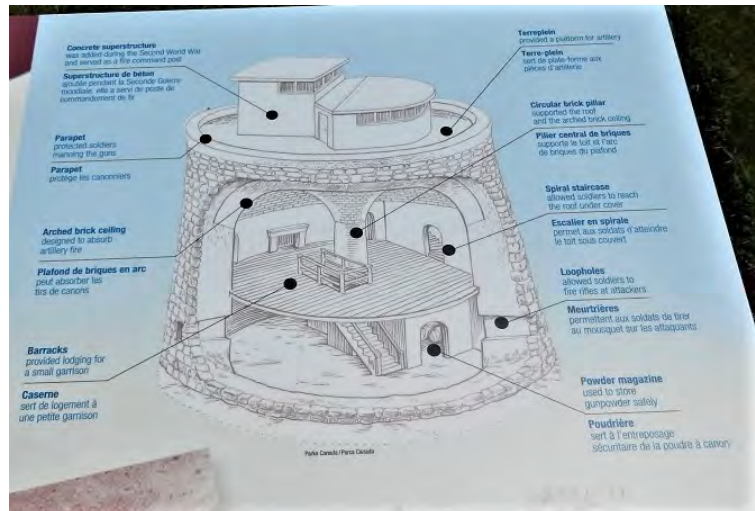 Concrete superstructure
was added during the Second World War
and served as a fire command post
Superstructure de béton
ajoutée pendant la Seconde Guerre
mondiale, elle a servi de poste de
commandement de tir
Parapet
protected soldiers
manning the guns
Parapet
protège les canonniers
Arched brick ceiling
designed to absorb
artillery fire
Plafond de briques en arc
peut absorber les
tirs de canons
Barracks
provided lodging for
a small garrison
Caserne
sert de logement à
une petite garnison
Terreplein
provided a platform for artillery
Terre-plein
sert de plate-forme aux
pièces d'artillerie
Circular brick pillar
supported the roof
and the arched brick ceiling
Pilier central de briques
supporte le toit et l'arc
de briques du plafond
Spiral staircase
allowed soldiers to reach
the roof under cover
Escalier en spirale
permet aux soldats d'atteindre
le toit sous couvert
Loopholes
allowed soldiers to
fire rifles at attackers
Meurtrières
permettent aux soldats de tirer
au mousquet sur les attaquants
Powder magazine
used to store
gunpowder safely
Poudrière
sert à l'entreposage
sécuritaire de la poudre à canon
Parks Canada / Parcs Canada